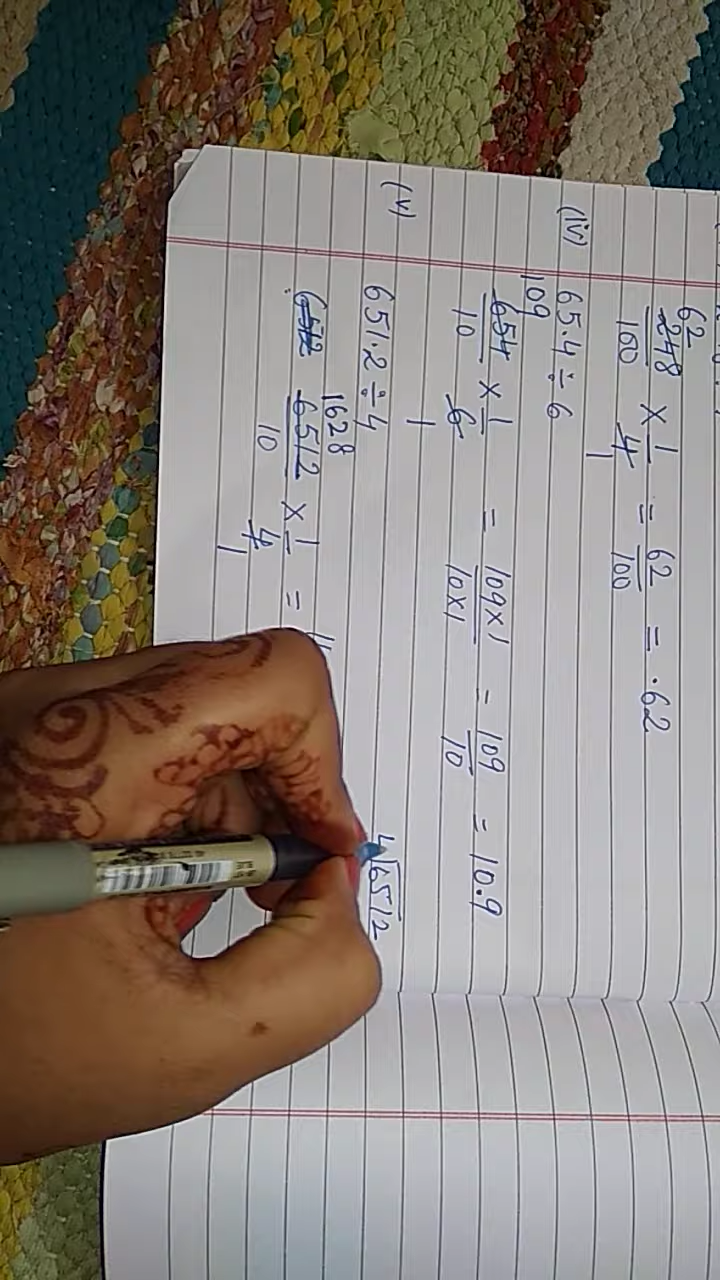 62
248/100 × 1/4 = 62/100 = .62
1
(iv) 65.4 ÷ 6
109
654/10 × 1/6 = 109×1/10×1 = 109/10 = 10.9
1
(v) 651.2 ÷ 4
1628
6512 6512/10 × 1/4 =
1
4√6512